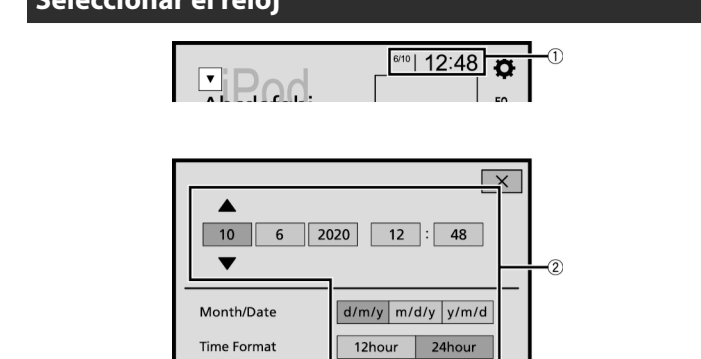 Seleccionar el reloj
6/10 12:48 ①
▼ iPod
EQ
X
10 6 2020 12 : 48
②
Month/Date d/m/y m/d/y y/m/d
Time Format 12hour 24hour